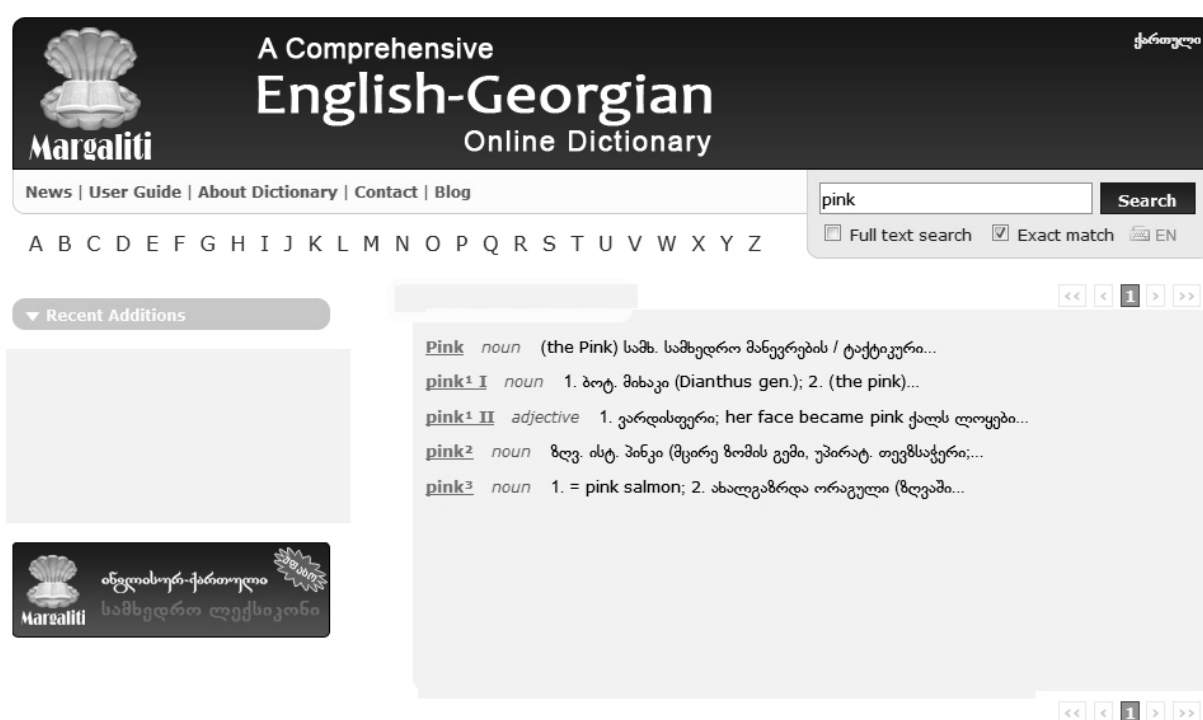 A Comprehensive
English-Georgian
Online Dictionary
Margaliti
ქართული
News | User Guide | About Dictionary | Contact | Blog
pink
Search
Full text search Exact match EN
A B C D E F G H I J K L M N O P Q R S T U V W X Y Z
<< < 1 > >>
Recent Additions
Pink noun (the Pink) სამხ. სამხედრო მანევრების / ტაქტიკური...
pink¹ I noun 1. ბოტ. მიხაკი (Dianthus gen.); 2. (the pink)...
pink¹ II adjective 1. ვარდისფერი; her face became pink ქალს ლოყები...
pink² noun ზღვ. ისტ. პინკი (მცირე ზომის გემი, უპირატ. თევზსაჭერი;...
pink³ noun 1. = pink salmon; 2. ახალგაზრდა ორაგული (ზღვაში...
ინგლისურ-ქართული
სამხედრო ლექსიკონი
უფასო
Margaliti
<< < 1 > >>